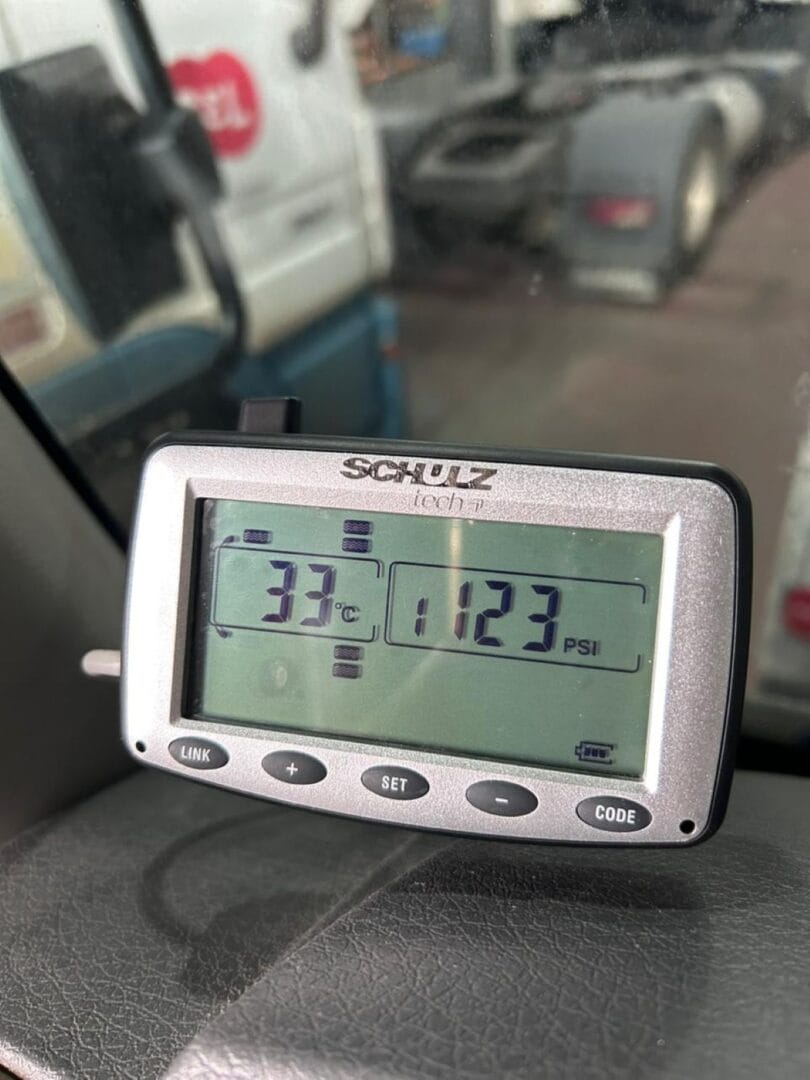 SCHULZ
tech
33 °C 1123 PSI
LINK + SET - CODE